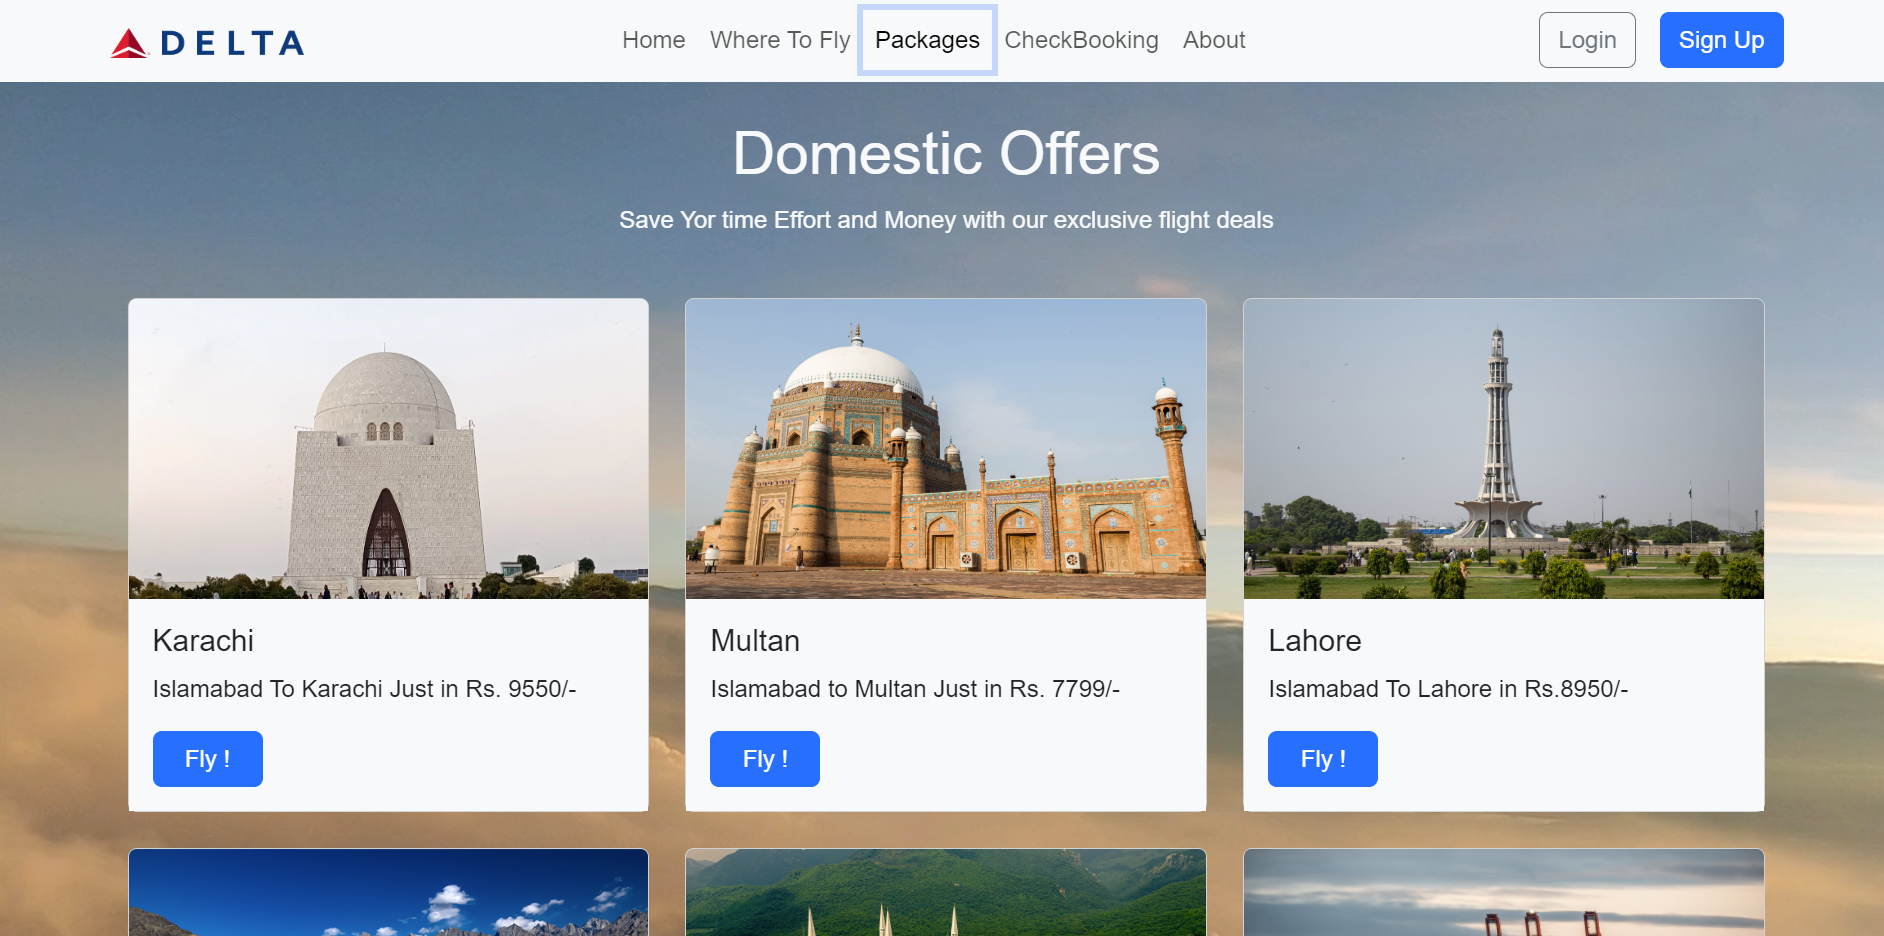 DELTA
Home Where To Fly Packages CheckBooking About
Login Sign Up
Domestic Offers
Save Yor time Effort and Money with our exclusive flight deals
Karachi
Islamabad To Karachi Just in Rs. 9550/-
Fly !
Multan
Islamabad to Multan Just in Rs. 7799/-
Fly !
Lahore
Islamabad To Lahore in Rs.8950/-
Fly !